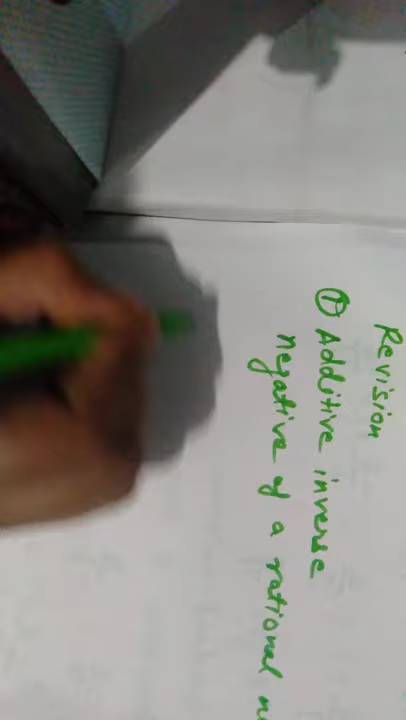 Revision
① Additive inverse
negative of a rational